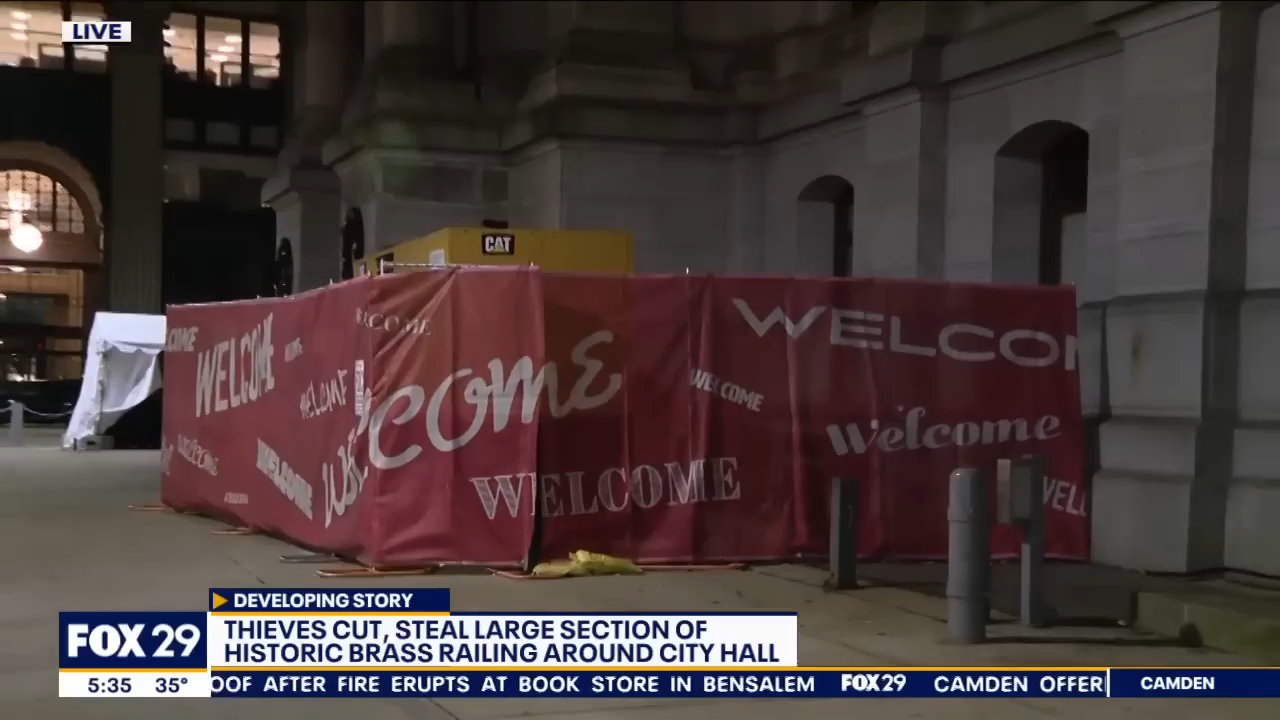 LIVE
CAT
WELCOME
WELCOME
WELCOME
come
WELCOME
WELCOME
WELCOME
Welcome
WELCOME
DEVELOPING STORY
FOX 29
THIEVES CUT, STEAL LARGE SECTION OF
HISTORIC BRASS RAILING AROUND CITY HALL
5:35 35°
OOF AFTER FIRE ERUPTS AT BOOK STORE IN BENSALEM FOX29 CAMDEN OFFER CAMDEN